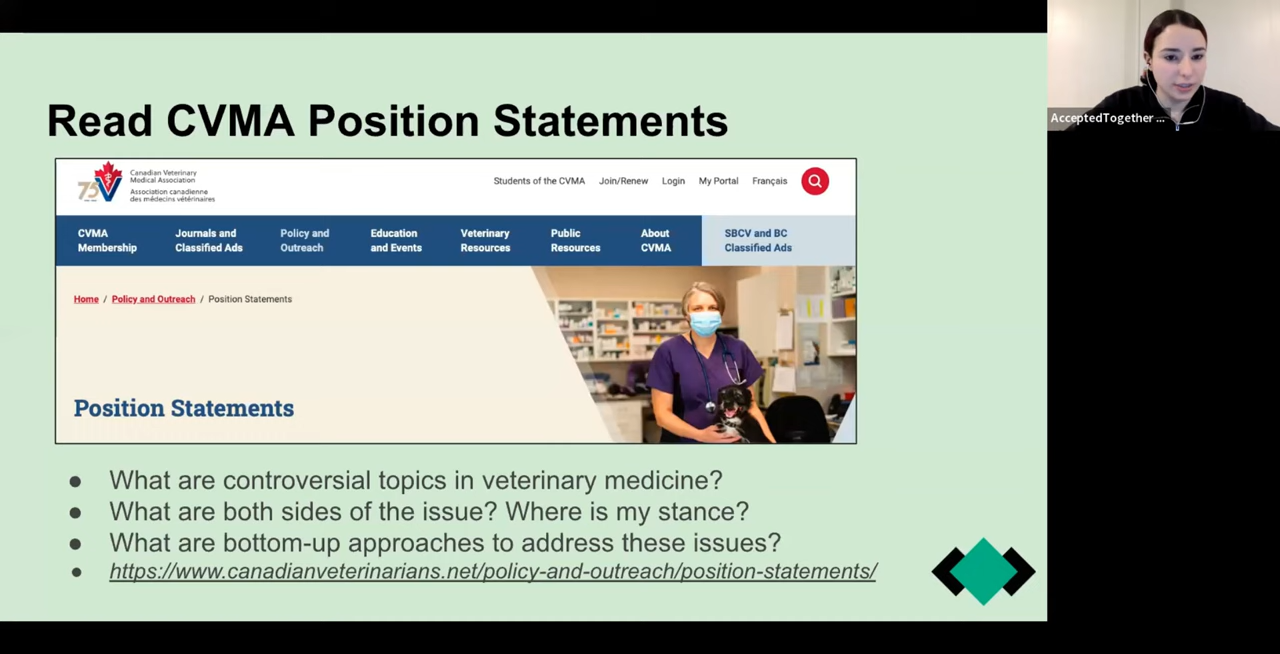 Read CVMA Position Statements
Canadian Veterinary
Medical Association
Association canadienne
des médecins vétérinaires
75
Students of the CVMA
Join/Renew
Login
My Portal
Français
CVMA
Membership
Journals and
Classified Ads
Policy and
Outreach
Education
and Events
Veterinary
Resources
Public
Resources
About
CVMA
SBCV and BC
Classified Ads
Home / Policy and Outreach / Position Statements
Position Statements
● What are controversial topics in veterinary medicine?
● What are both sides of the issue? Where is my stance?
● What are bottom-up approaches to address these issues?
● https://www.canadianveterinarians.net/policy-and-outreach/position-statements/
AcceptedTogether ...